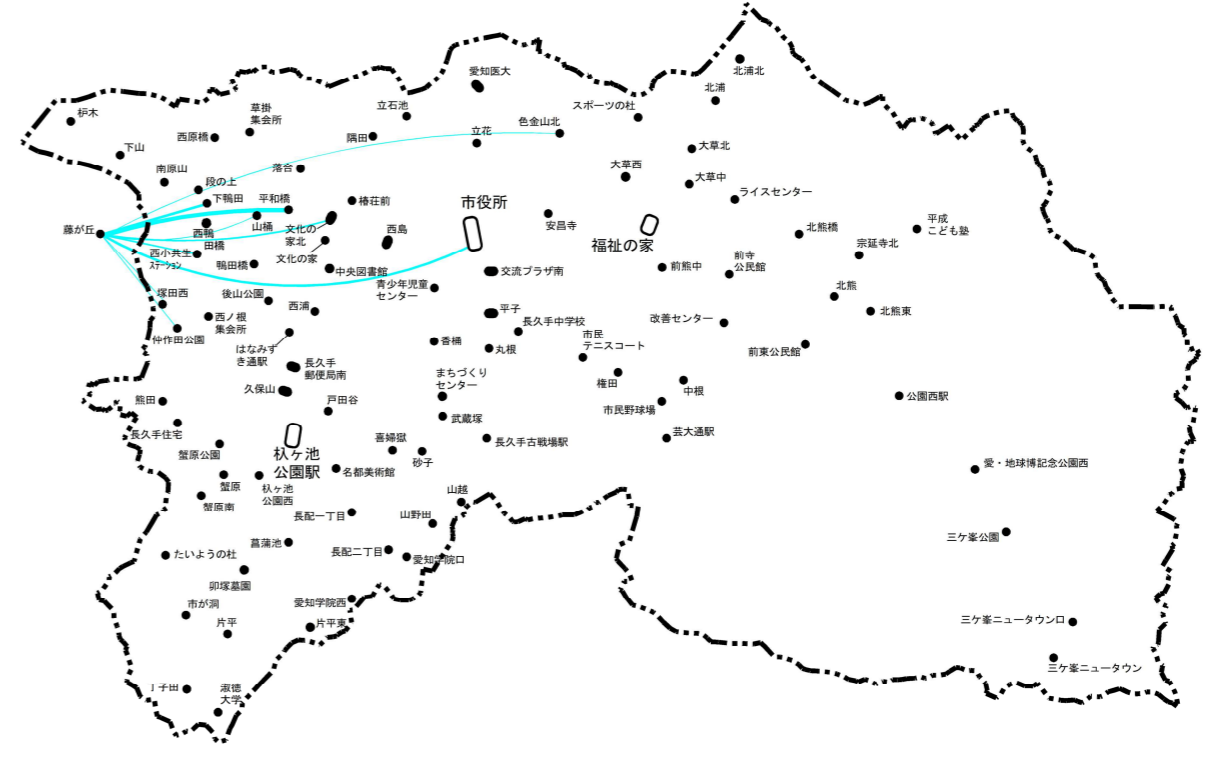 北浦北
愛知医大
北浦
枦木
草掛
集会所
立石池
スポーツの杜
色金山北
西原橋
隅田
立花
下山
大草北
南原山
落合
大草西
段の上
大草中
下鴨田
平和橋
椿荘前
市役所
ライスセンター
藤が丘
西鴨
田橋
山桶
文化の
家北
西島
安昌寺
福祉の家
北熊橋
平成
こども塾
宗延寺北
西小共生
ステーション
鴨田橋
文化の家
中央図書館
交流プラザ南
前熊中
前寺
公民館
青少年児童
センター
塚田西
後山公園
西浦
北熊
北熊東
平子
西ノ根
集会所
長久手中学校
改善センター
仲作田公園
はなみず
き通駅
香桶
丸根
市民
テニスコート
前東公民館
長久手
郵便局南
まちづくり
センター
権田
中根
久保山
熊田
戸田谷
市民野球場
公園西駅
武蔵塚
長久手住宅
喜婦嶽
長久手古戦場駅
芸大通駅
蟹原公園
杁ヶ池
公園駅
砂子
名都美術館
愛・地球博記念公園西
蟹原
杁ヶ池
公園西
山越
蟹原南
長配一丁目
山野田
三ケ峯公園
菖蒲池
たいようの杜
長配二丁目
愛知学院口
卯塚墓園
市が洞
愛知学院西
片平
片平東
三ケ峯ニュータウン口
三ケ峯ニュータウン
丁子田
淑徳
大学